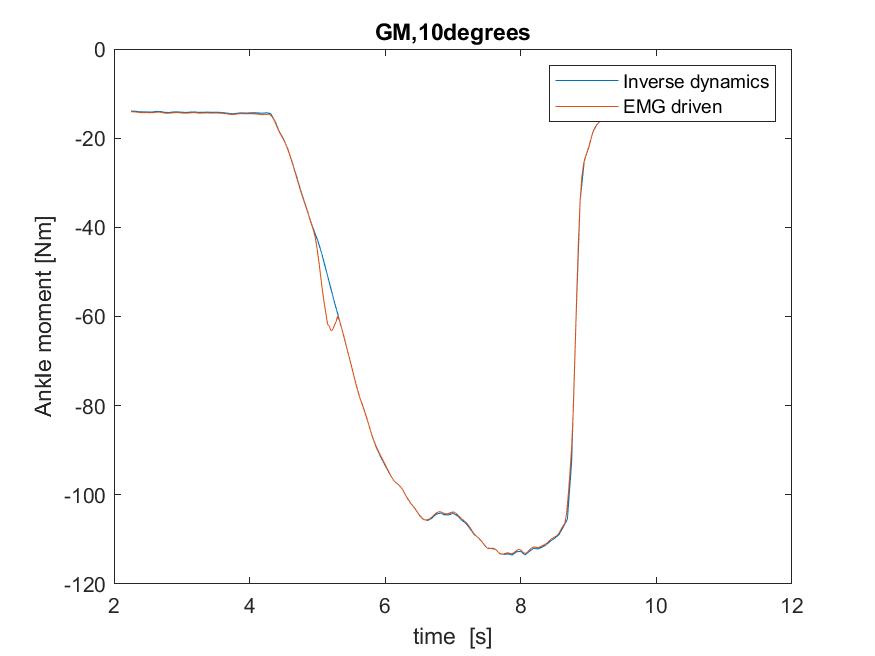 GM,10degrees
Inverse dynamics
EMG driven
0
-20
-40
-60
-80
-100
-120
Ankle moment [Nm]
2 4 6 8 10 12
time [s]